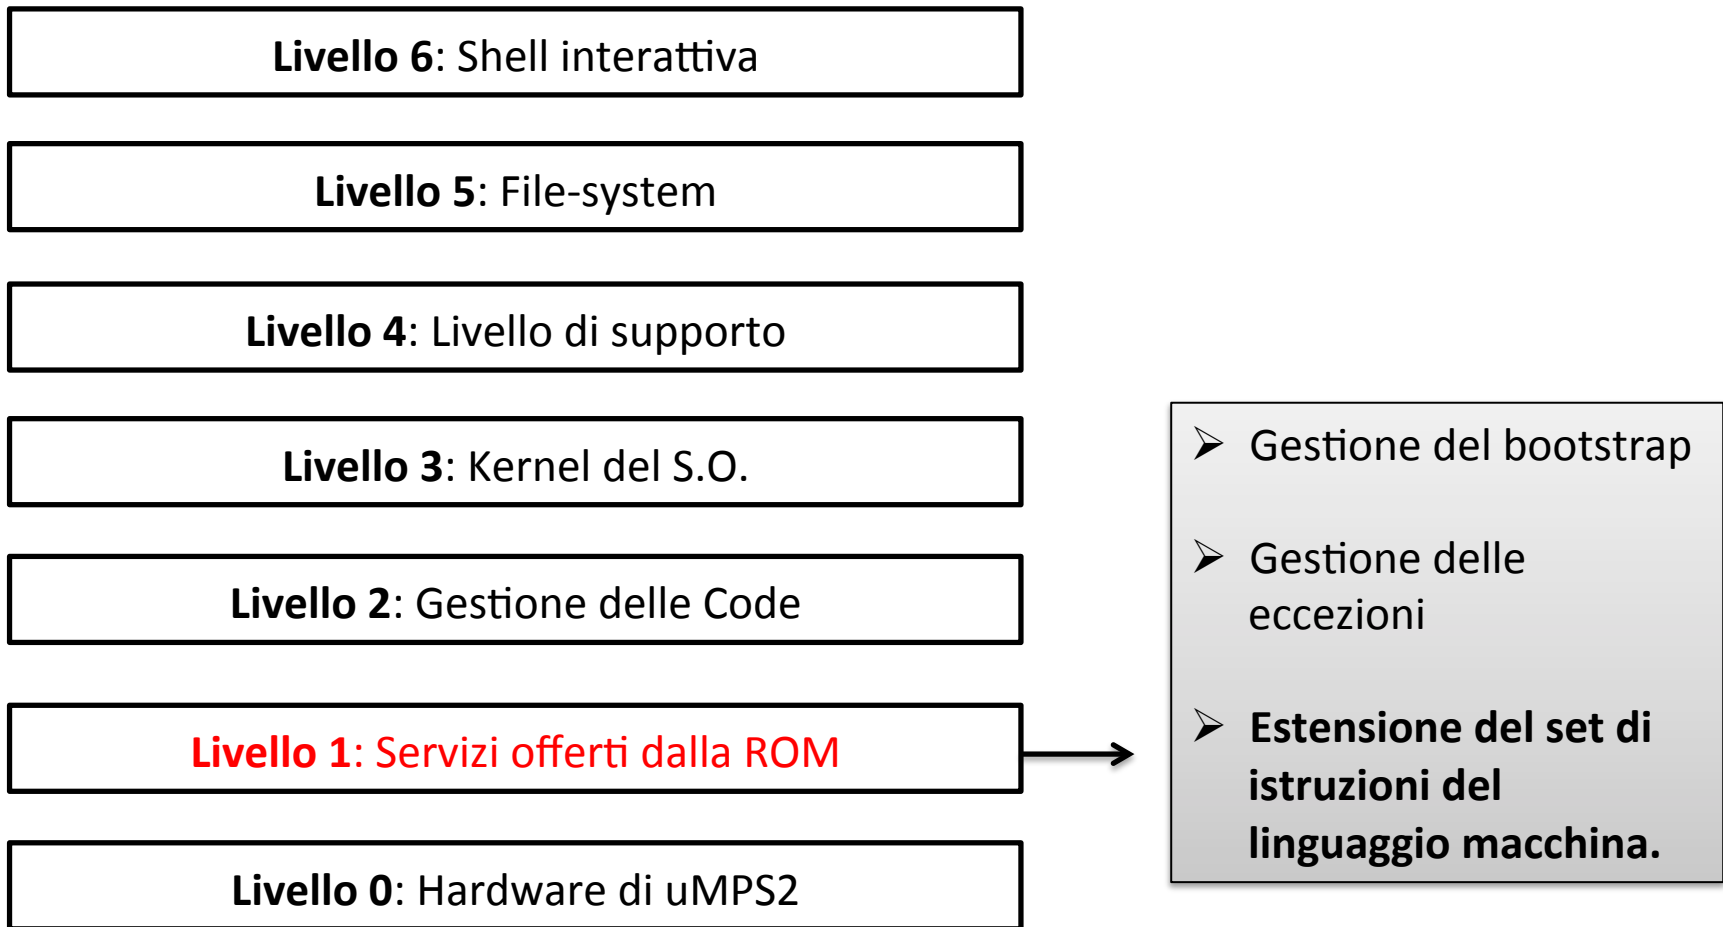 Livello 6: Shell interattiva
Livello 5: File-system
Livello 4: Livello di supporto
Livello 3: Kernel del S.O.
Livello 2: Gestione delle Code
Livello 1: Servizi offerti dalla ROM
Livello 0: Hardware di uMPS2
➢ Gestione del bootstrap
➢ Gestione delle
eccezioni
➢ Estensione del set di
istruzioni del
linguaggio macchina.